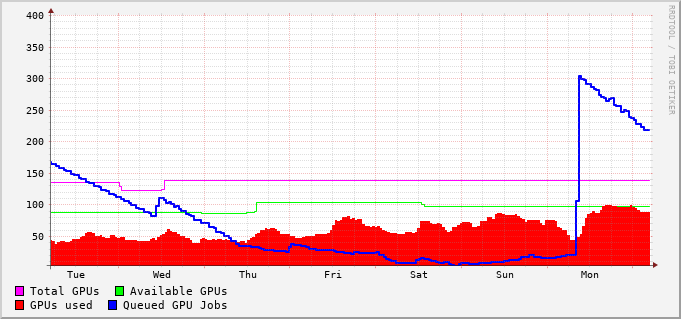 400
350
300
250
200
150
100
50
Tue Wed Thu Fri Sat Sun Mon
Total GPUs Available GPUs
GPUs used Queued GPU Jobs
RRDTOOL / TOBI OETIKER